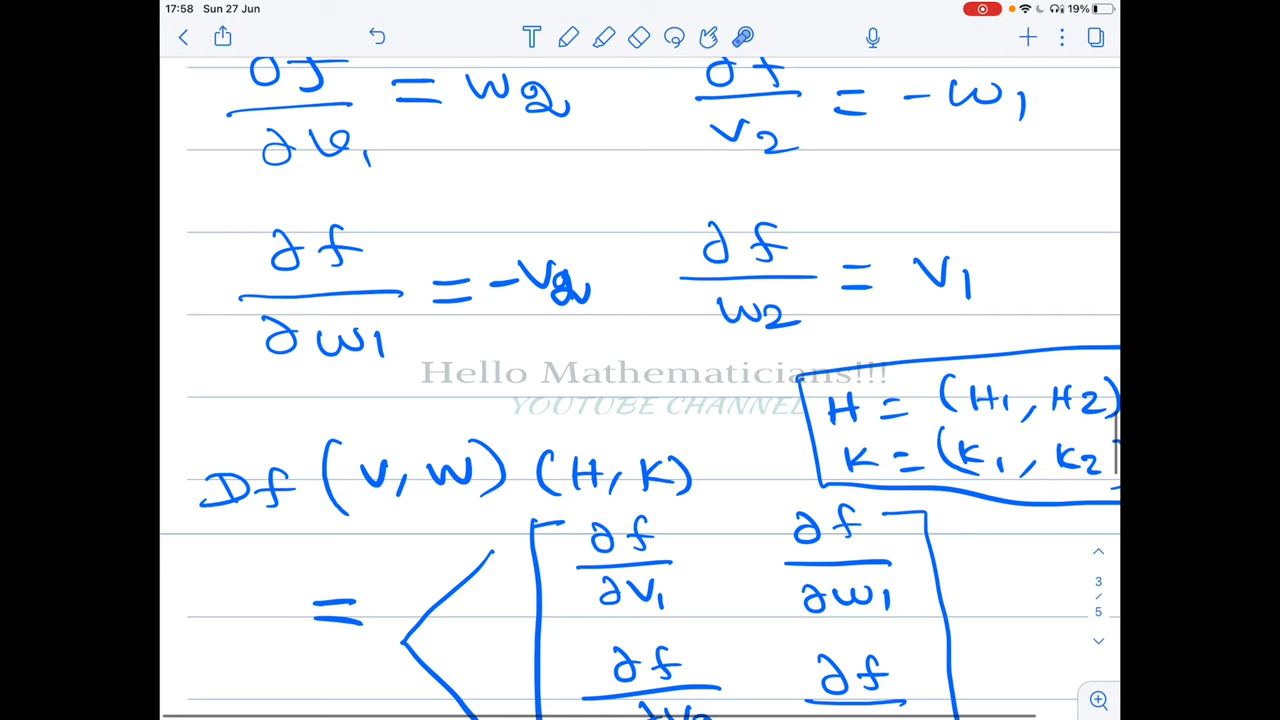 17:58 Sun 27 Jun 19%
∂f/∂v1 = w2 ∂f/v2 = -w1
∂f/∂w1 = -v2 ∂f/w2 = v1
Hello Mathematicians!!!
YOUTUBE CHANNEL
H = (H1, H2)
K = (K1, K2)
Df (v, w) (H, K)
= < [ ∂f/∂v1 ∂f/∂w1
∂f/∂v2 ∂f
3
/
5